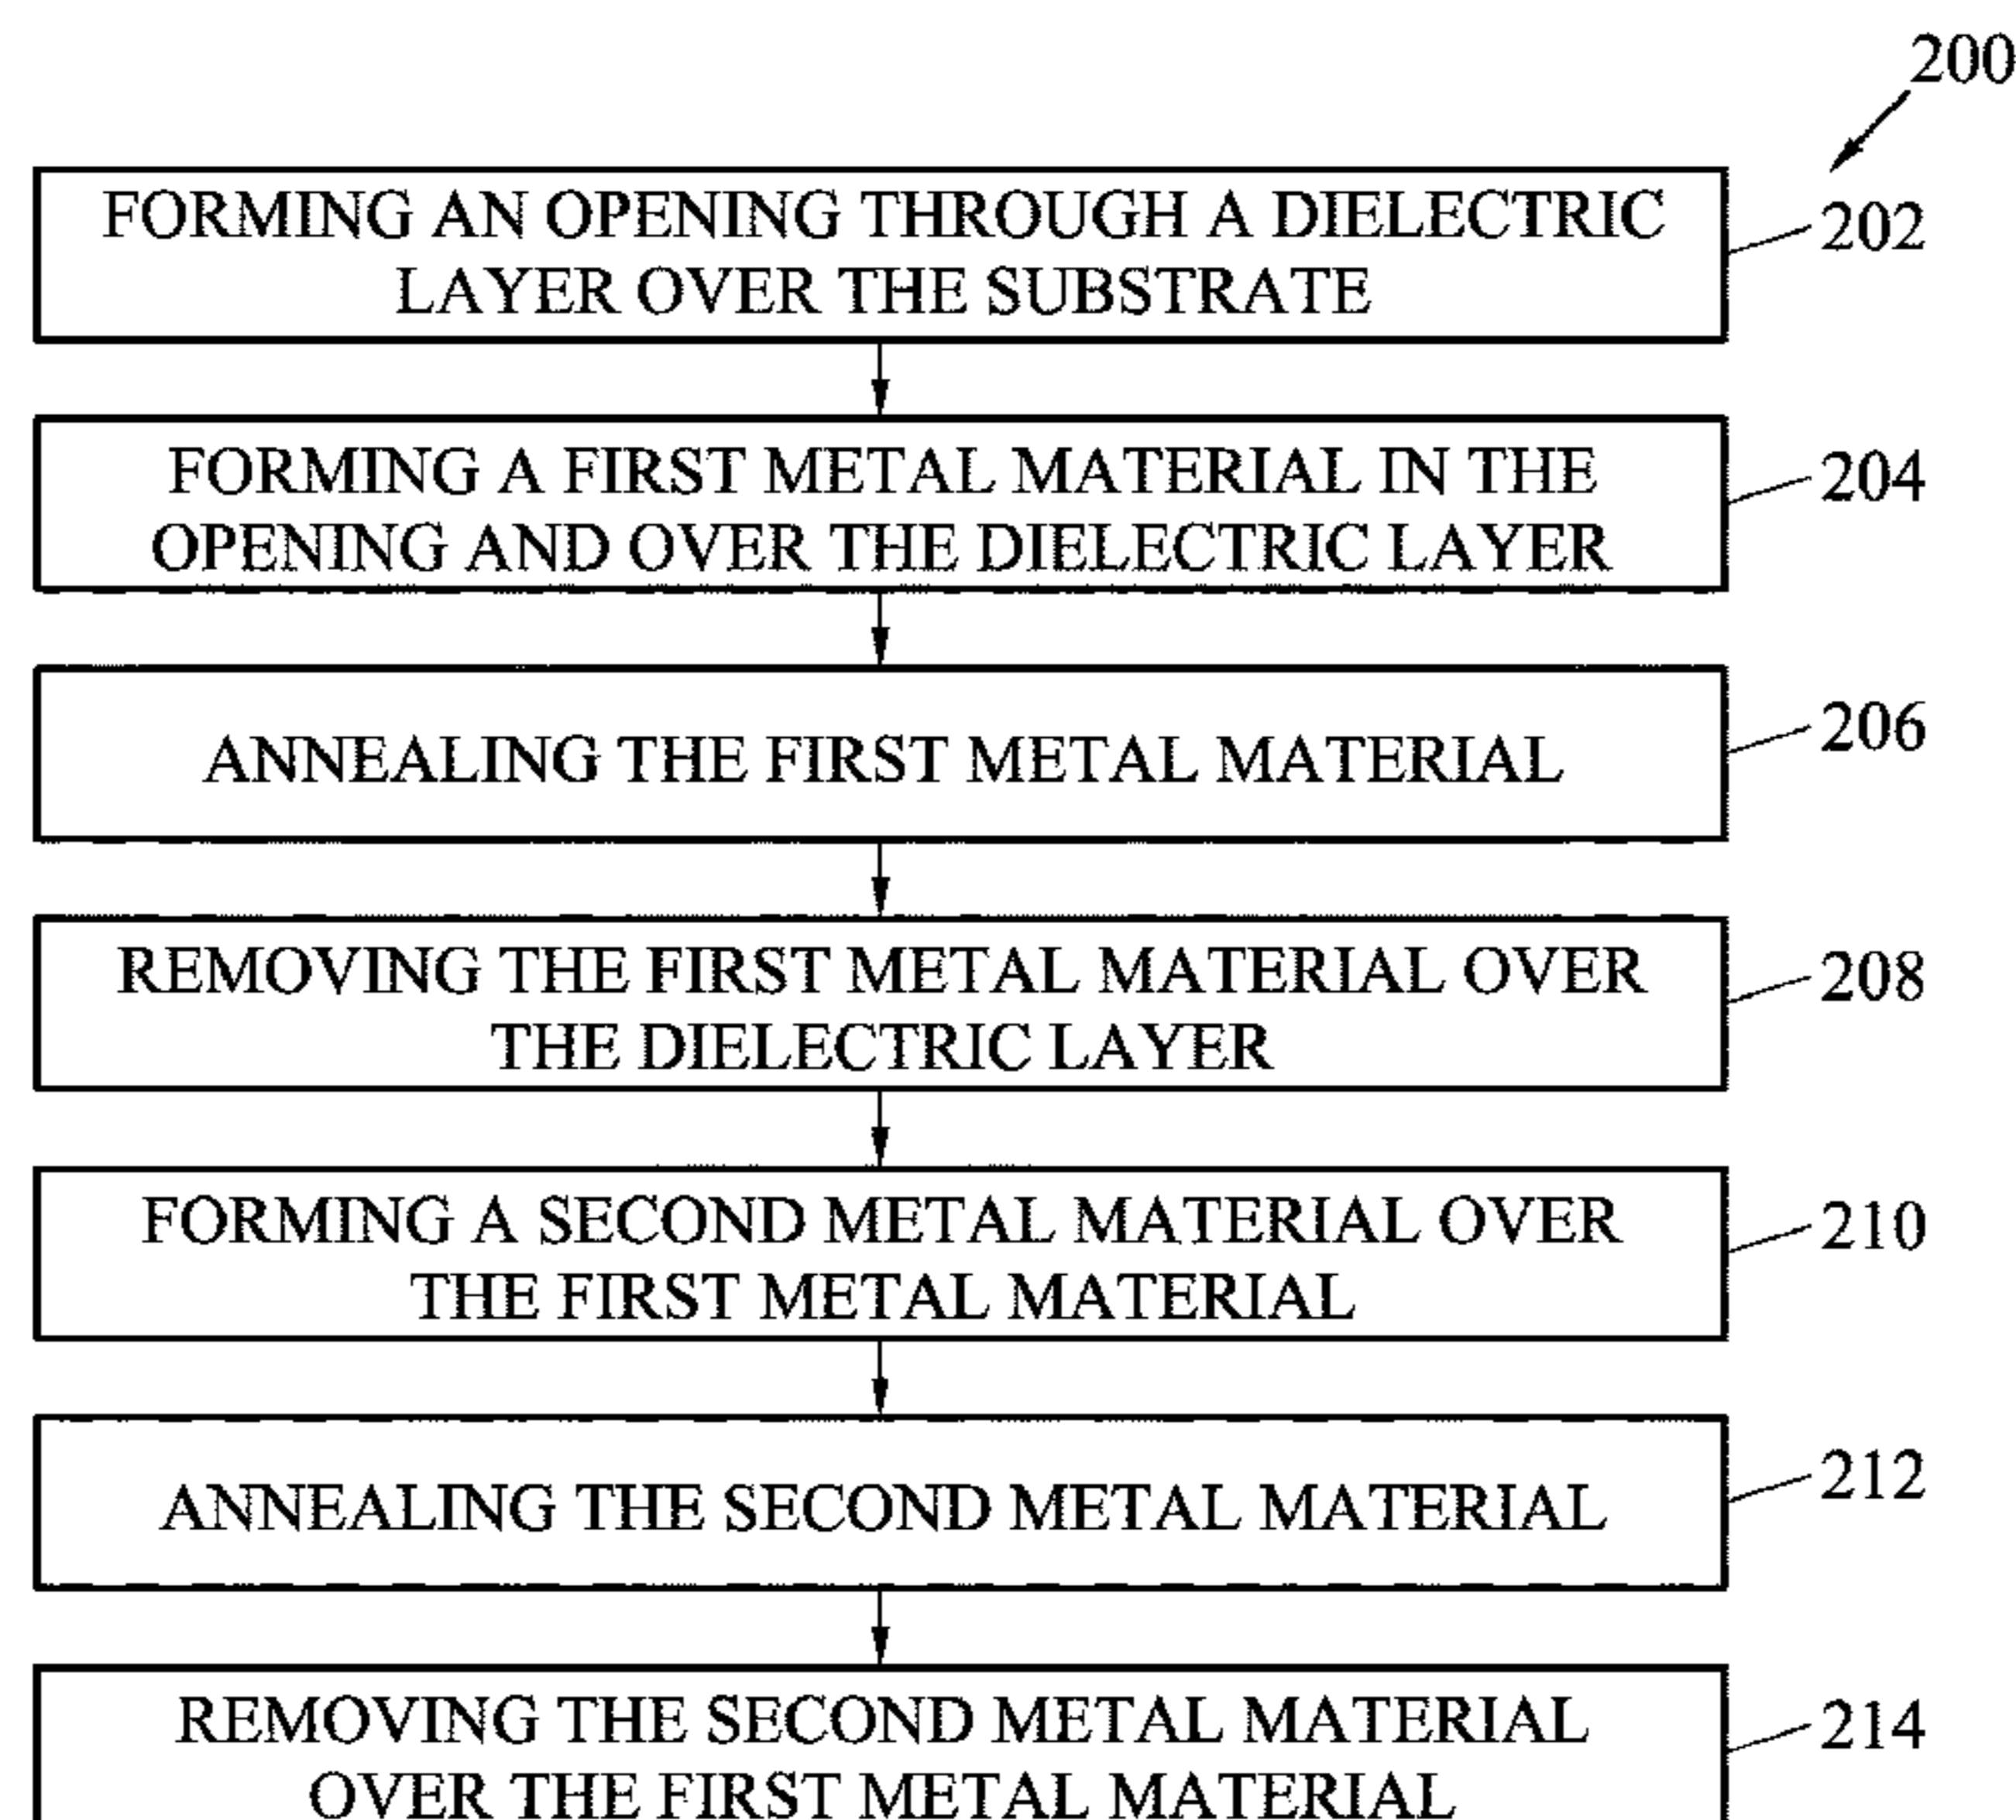 200
FORMING AN OPENING THROUGH A DIELECTRIC
LAYER OVER THE SUBSTRATE
202
FORMING A FIRST METAL MATERIAL IN THE
OPENING AND OVER THE DIELECTRIC LAYER
204
ANNEALING THE FIRST METAL MATERIAL
206
REMOVING THE FIRST METAL MATERIAL OVER
THE DIELECTRIC LAYER
208
FORMING A SECOND METAL MATERIAL OVER
THE FIRST METAL MATERIAL
210
ANNEALING THE SECOND METAL MATERIAL
212
REMOVING THE SECOND METAL MATERIAL
OVER THE FIRST METAL MATERIAL
214